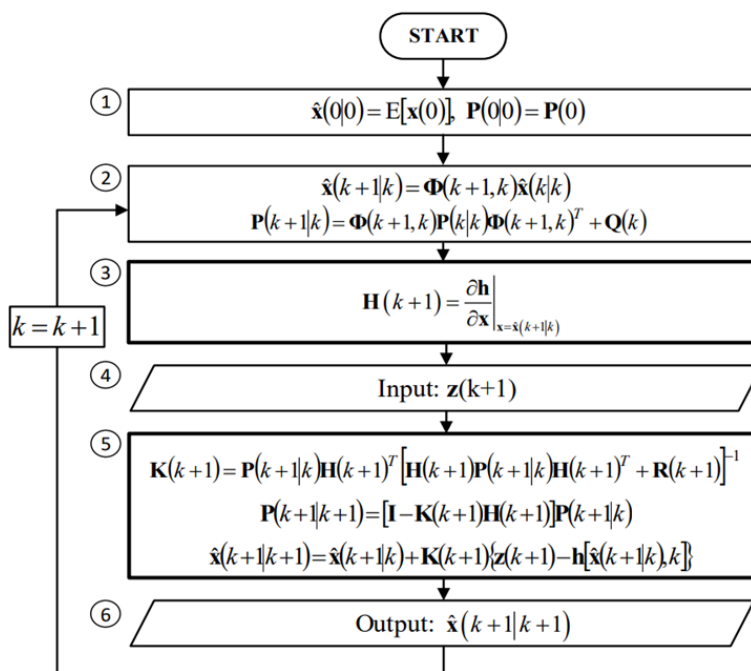 START
①
x̂(0|0)=E[x(0)], P(0|0)=P(0)
②
x̂(k+1|k)=Φ(k+1,k)x̂(k|k)
P(k+1|k)=Φ(k+1,k)P(k|k)Φ(k+1,k)ᵀ+Q(k)
③
H(k+1)=∂h/∂x|x=x̂(k+1|k)
k=k+1
④
Input: z(k+1)
⑤
K(k+1)=P(k+1|k)H(k+1)ᵀ[H(k+1)P(k+1|k)H(k+1)ᵀ+R(k+1)]⁻¹
P(k+1|k+1)=[I−K(k+1)H(k+1)]P(k+1|k)
x̂(k+1|k+1)=x̂(k+1|k)+K(k+1){z(k+1)−h[x̂(k+1|k),k]}
⑥
Output: x̂(k+1|k+1)